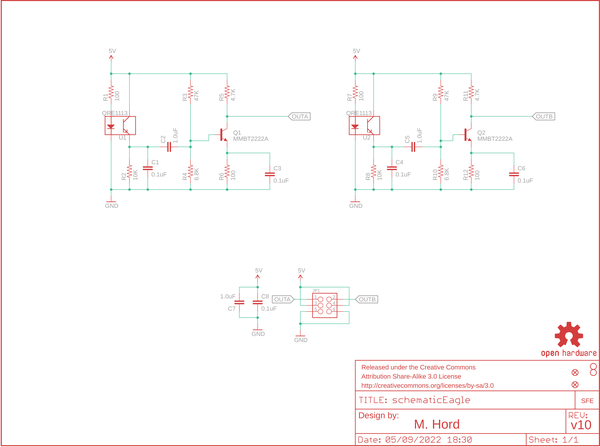 5V
5V
R1
100
R3
47K
R5
4.7K
R7
100
R9
47K
R11
4.7K
OUTA
OUTB
QRE1113
QRE1113
U1
U2
C2
1.0uF
C5
1.0uF
Q1
MMBT2222A
Q2
MMBT2222A
R2
10K
C1
0.1uF
R4
6.8K
R6
100
C3
0.1uF
R8
10K
C4
0.1uF
R10
6.8K
R12
100
C6
0.1uF
GND
GND
5V
5V
1.0uF
C7
C8
0.1uF
OUTA
OUTB
GND
GND
open hardware
Released under the Creative Commons
Attribution Share-Alike 3.0 License
http://creativecommons.org/licenses/by-sa/3.0
TITLE: schematicEagle
SFE
Design by:
M. Hord
REV:
v10
Date: 05/09/2022 18:30
Sheet: 1/1